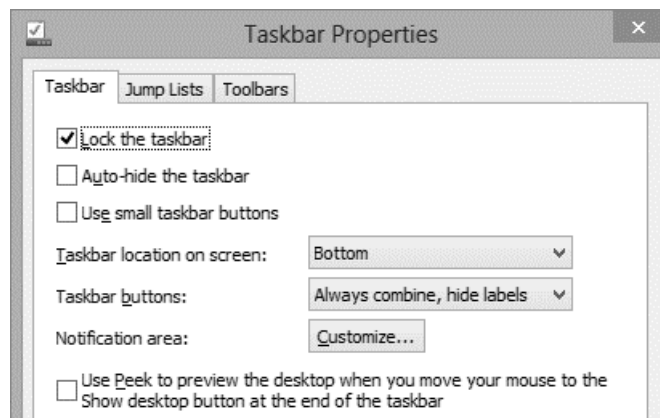 Taskbar Properties
Taskbar Jump Lists Toolbars
Lock the taskbar
Auto-hide the taskbar
Use small taskbar buttons
Taskbar location on screen: Bottom
Taskbar buttons: Always combine, hide labels
Notification area: Customize...
Use Peek to preview the desktop when you move your mouse to the
Show desktop button at the end of the taskbar